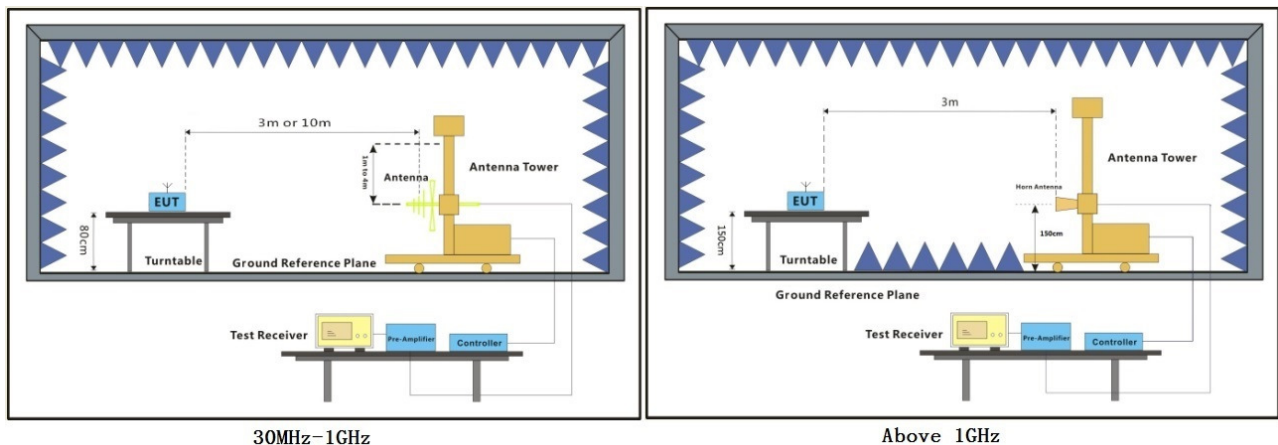 3m or 10m
1m to 4m
Antenna
Antenna Tower
EUT
80cm
Turntable
Ground Reference Plane
Test Receiver
Pre-Amplifier
Controller
30MHz-1GHz
3m
Antenna Tower
Horn Antenna
EUT
150cm
150cm
Turntable
Ground Reference Plane
Test Receiver
Pre-Amplifier
Controller
Above 1GHz